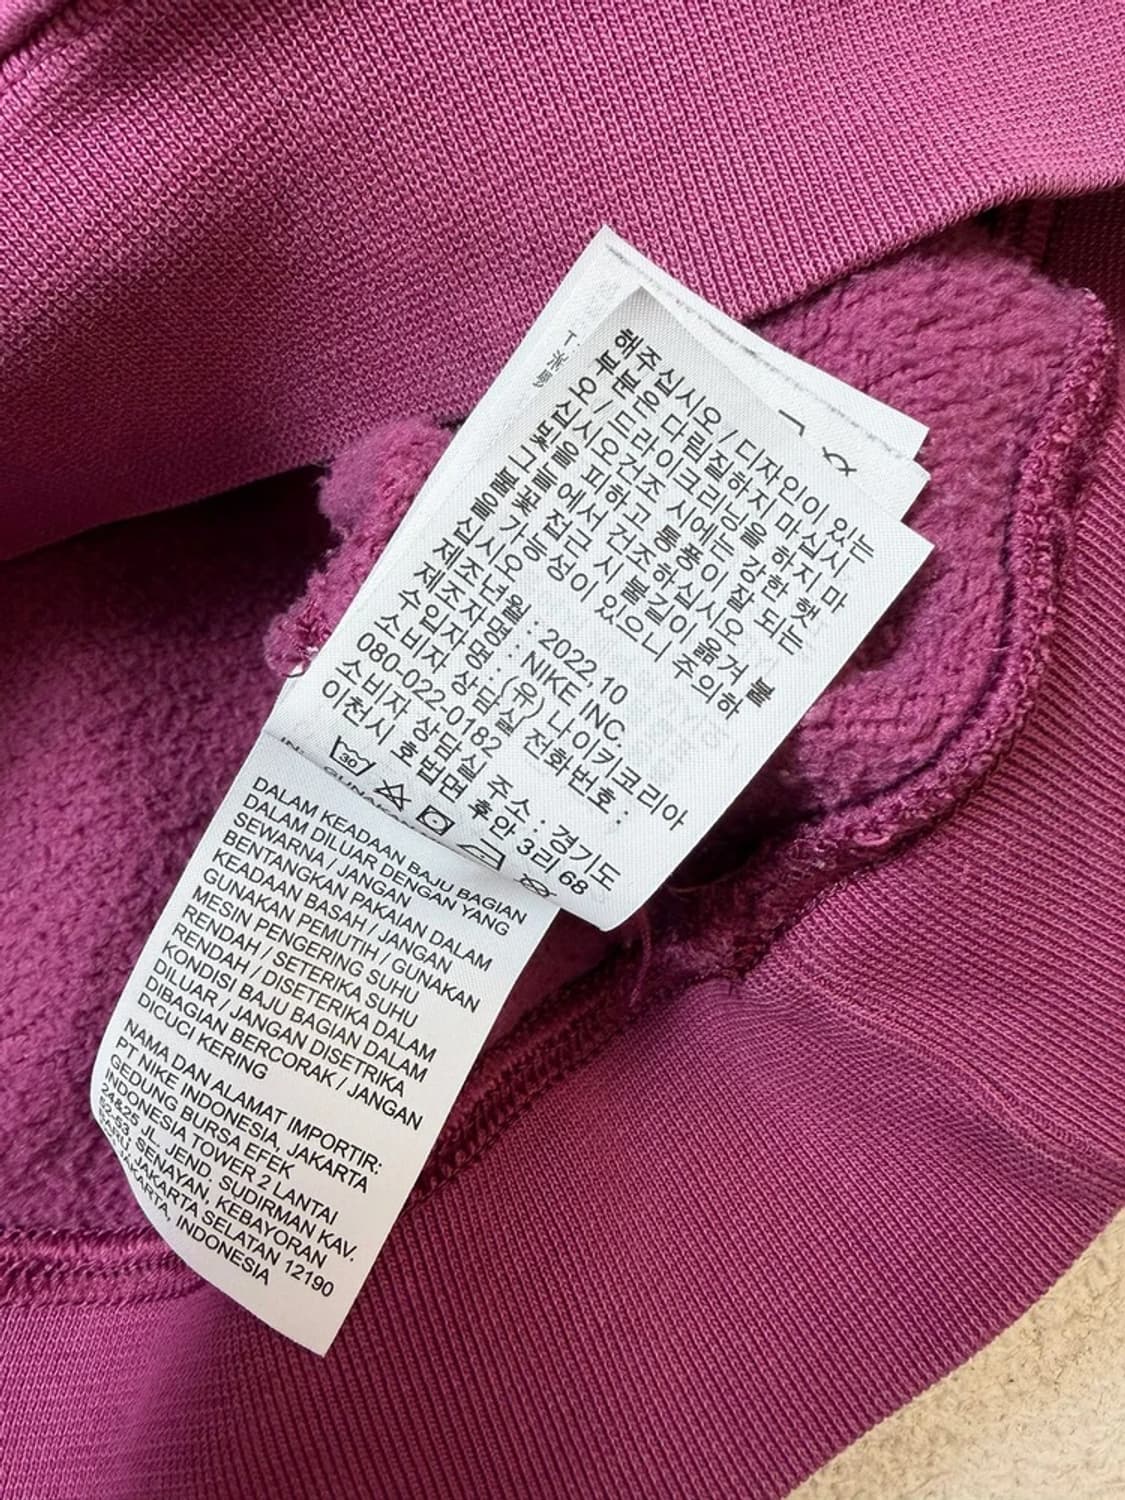 해주십시오 / 디자인이 있는
부분은 다림질하지 마십시
오 / 드라이크리닝을 하지 마
십시오건조 시에는 강한 햇
빛을 피하고 통풍이 잘 되는
그늘에서 건조하십시오
불꽃 접근 시 불길이 옮겨 붙
을 가능성이 있으니 주의하
십시오
제조년월 : 2022 10
제조자명 : NIKE INC.
수입자명 : (유) 나이키코리아
소비자 상담실 전화번호 :
080-022-0182
소비자 상담실 주소 : 경기도
이천시 호법면 후안 3리 68
30
DALAM KEADAAN BAJU BAGIAN
DALAM DILUAR DENGAN YANG
SEWARNA / JANGAN
BENTANGKAN PAKAIAN DALAM
KEADAAN BASAH / JANGAN
GUNAKAN PEMUTIH / GUNAKAN
MESIN PENGERING SUHU
RENDAH / SETERIKA SUHU
RENDAH / DISETERIKA DALAM
KONDISI BAJU BAGIAN DALAM
DILUAR / JANGAN DISETRIKA
DIBAGIAN BERCORAK / JANGAN
DICUCI KERING
NAMA DAN ALAMAT IMPORTIR:
PT NIKE INDONESIA, JAKARTA
GEDUNG BURSA EFEK
INDONESIA TOWER 2 LANTAI
24&25 JL. JEND. SUDIRMAN KAV.
52-53, SENAYAN, KEBAYORAN
BARU, JAKARTA SELATAN 12190
JAKARTA, INDONESIA